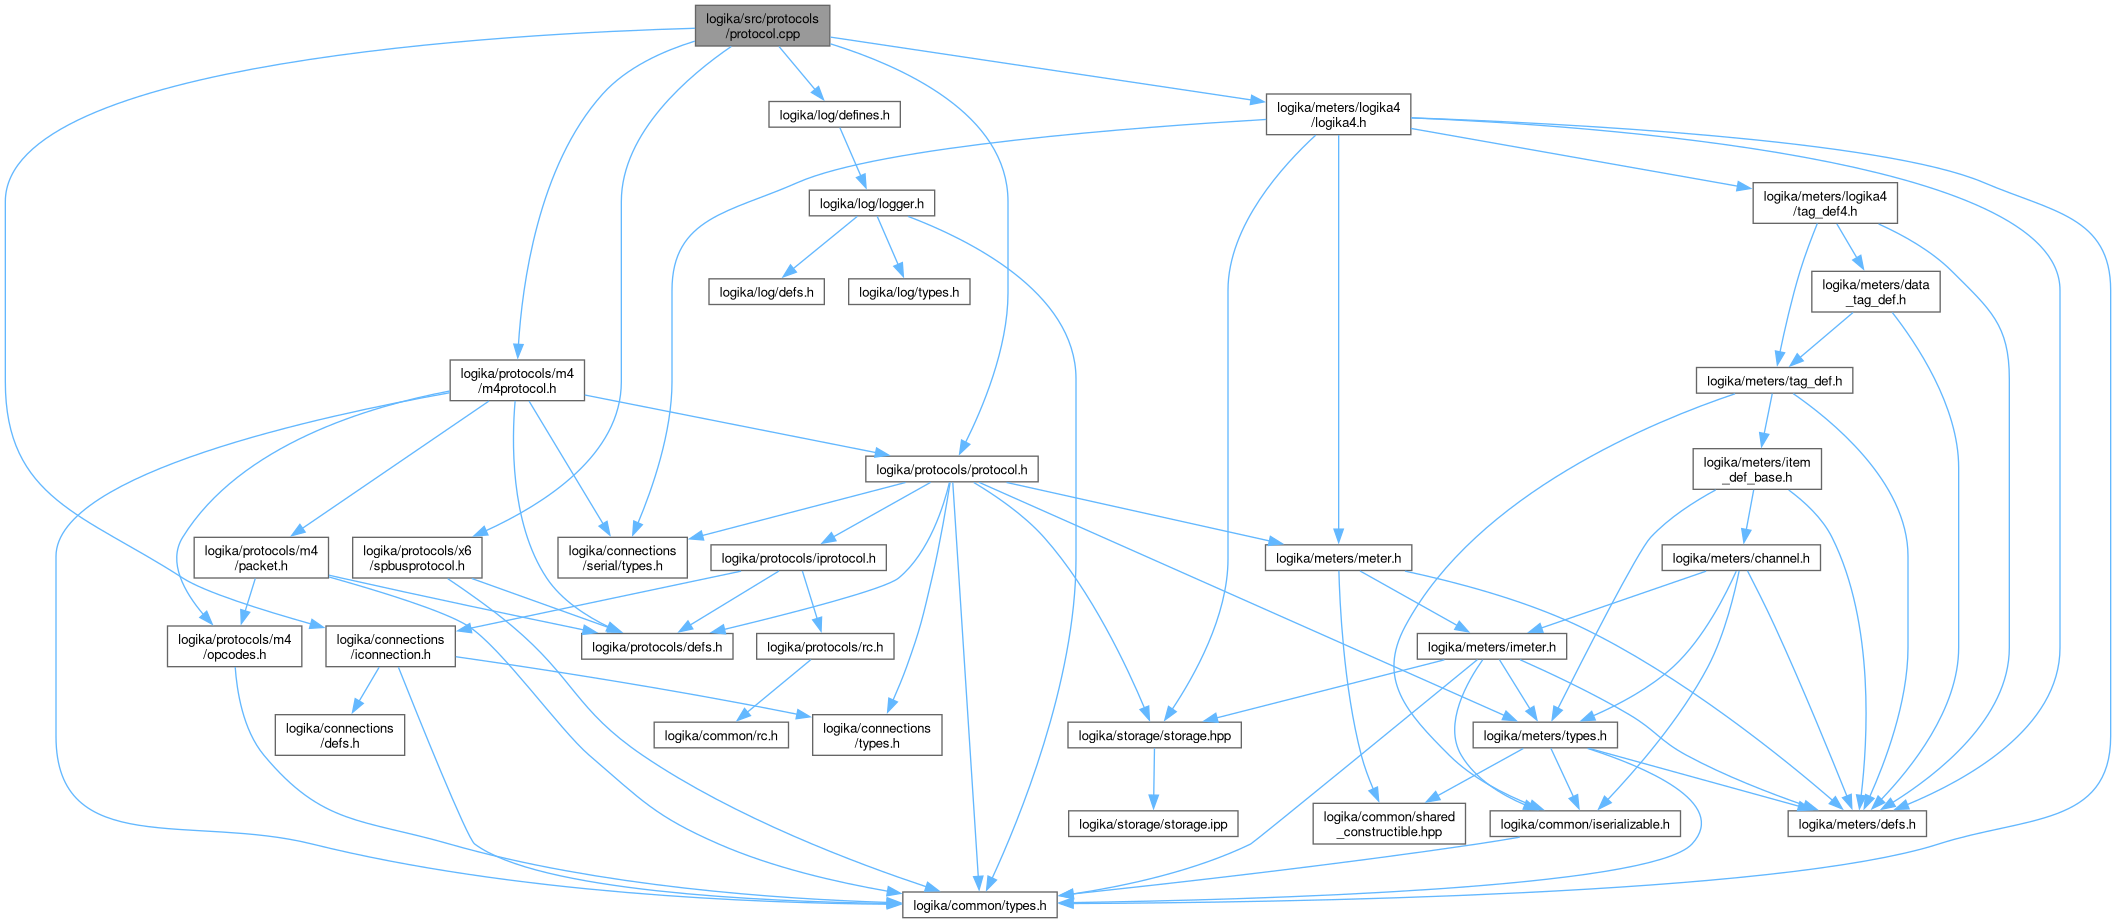 logika/src/protocols
/protocol.cpp
logika/log/defines.h
logika/meters/logika4
/logika4.h
logika/log/logger.h
logika/meters/logika4
/tag_def4.h
logika/log/defs.h
logika/log/types.h
logika/meters/data
_tag_def.h
logika/protocols/m4
/m4protocol.h
logika/meters/tag_def.h
logika/protocols/protocol.h
logika/meters/item
_def_base.h
logika/protocols/m4
/packet.h
logika/protocols/x6
/spbusprotocol.h
logika/connections
/serial/types.h
logika/protocols/iprotocol.h
logika/meters/meter.h
logika/meters/channel.h
logika/protocols/m4
/opcodes.h
logika/connections
/iconnection.h
logika/protocols/defs.h
logika/protocols/rc.h
logika/meters/imeter.h
logika/connections
/defs.h
logika/common/rc.h
logika/connections
/types.h
logika/storage/storage.hpp
logika/meters/types.h
logika/storage/storage.ipp
logika/common/shared
_constructible.hpp
logika/common/iserializable.h
logika/meters/defs.h
logika/common/types.h